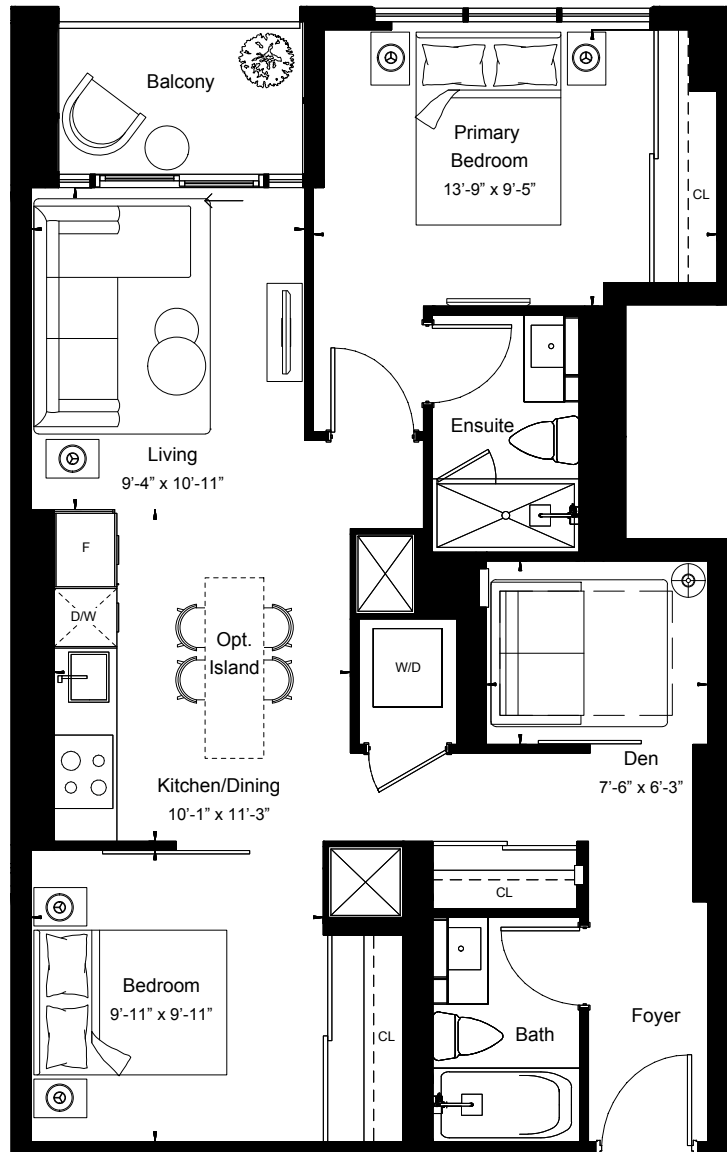 Balcony
Primary
Bedroom
13’-9” x 9’-5”
CL
Ensuite
Living
9’-4” x 10’-11”
F
D/W
Opt.
Island
W/D
Den
7’-6” x 6’-3”
Kitchen/Dining
10’-1” x 11’-3”
CL
Bedroom
9’-11” x 9’-11”
CL
Bath
Foyer